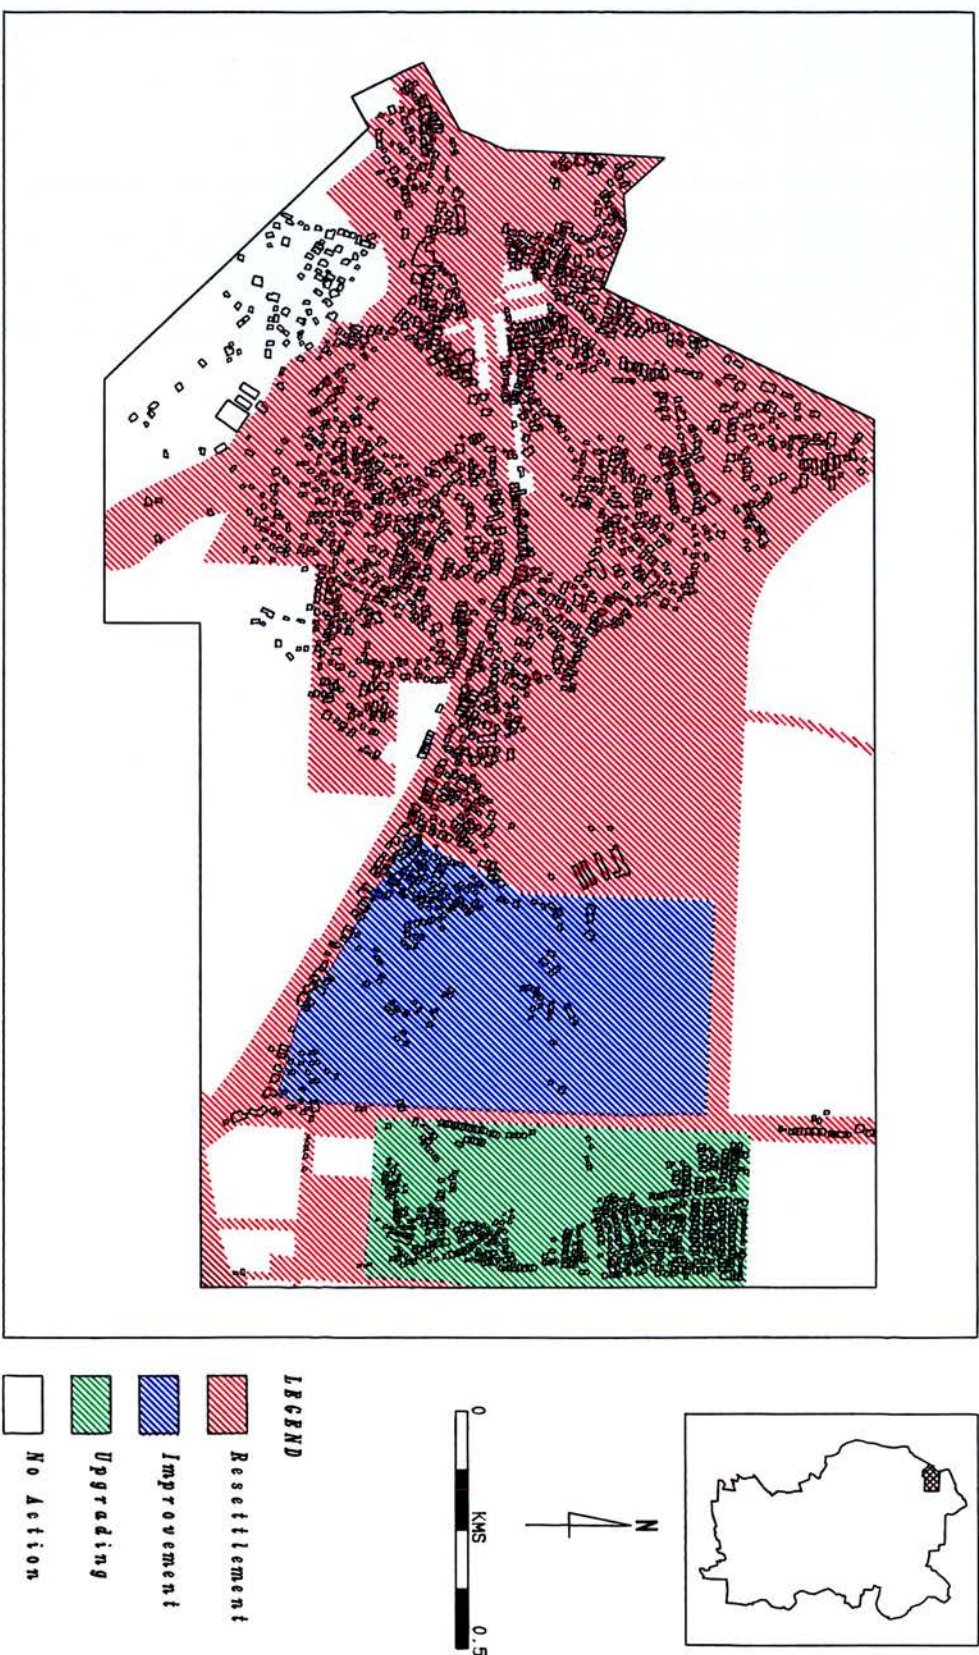 N
0 KMS 0.5
LEGEND
Resettlement
Improvement
Upgrading
No Action